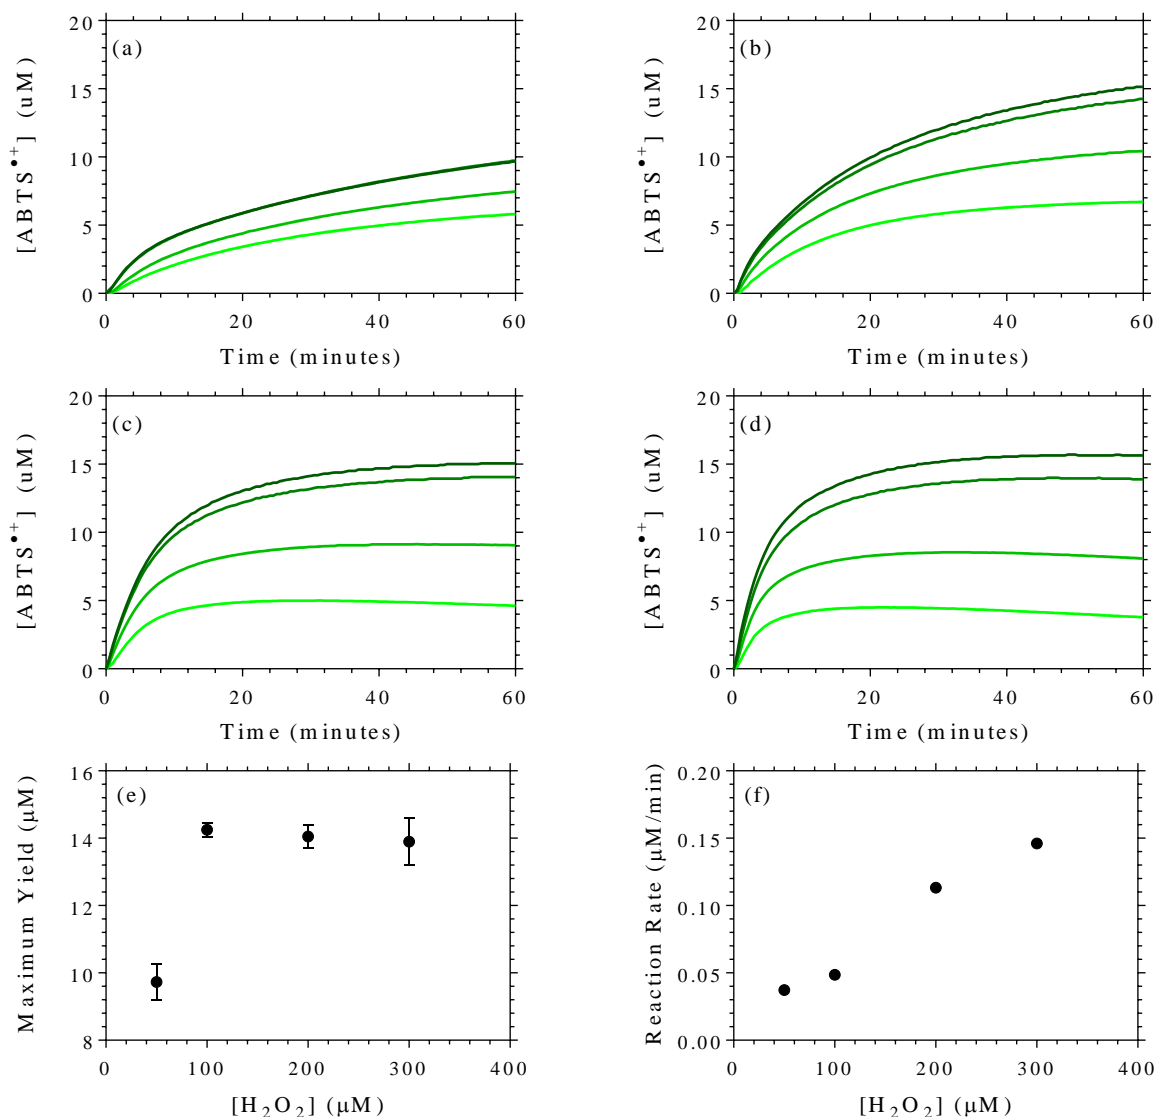 (a)
[ABTS•+] (uM)
20
15
10
5
0
0 20 40 60
Time (minutes)
(b)
[ABTS•+] (uM)
20
15
10
5
0
0 20 40 60
Time (minutes)
(c)
[ABTS•+] (uM)
20
15
10
5
0
0 20 40 60
Time (minutes)
(d)
[ABTS•+] (uM)
20
15
10
5
0
0 20 40 60
Time (minutes)
(e)
Maximum Yield (μM)
16
14
12
10
8
0 100 200 300 400
[H₂O₂] (μM)
(f)
Reaction Rate (μM/min)
0.20
0.15
0.10
0.05
0.00
0 100 200 300 400
[H₂O₂] (μM)